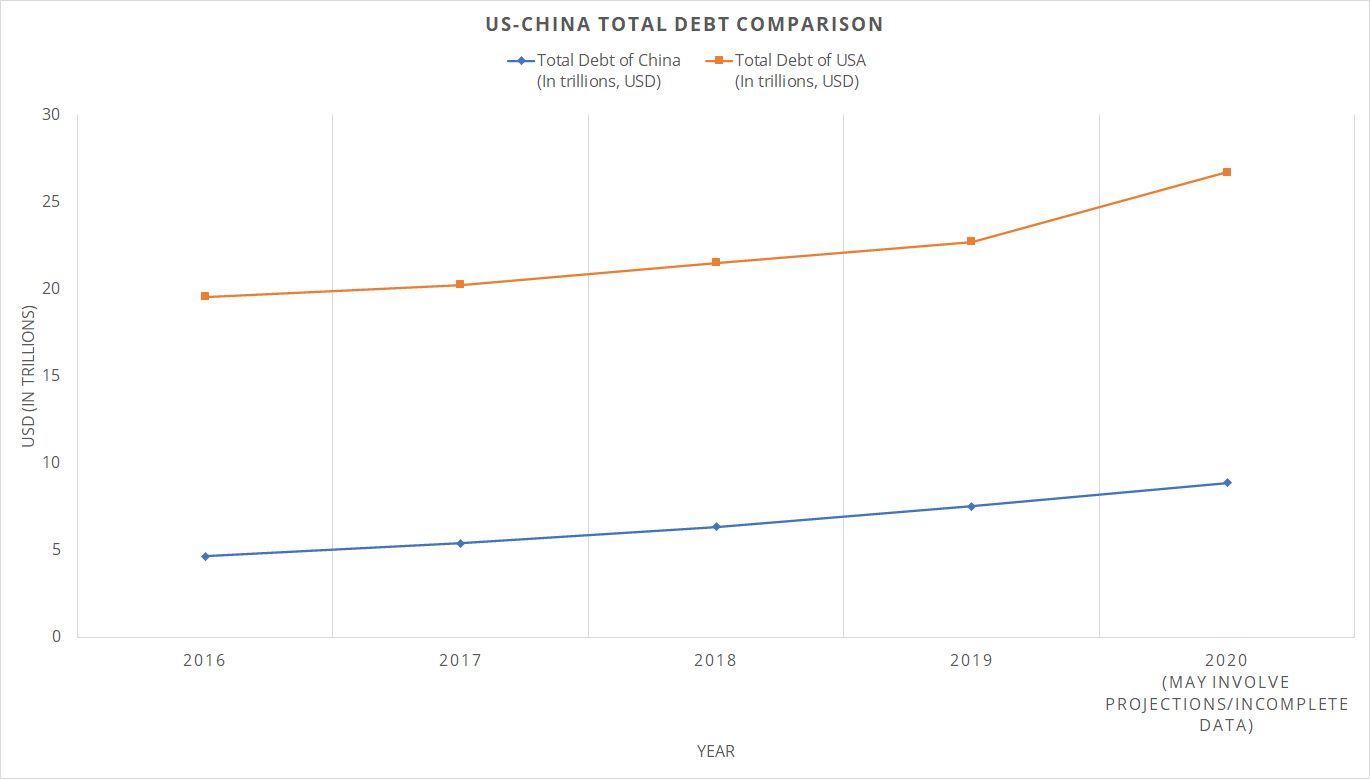 US-CHINA TOTAL DEBT COMPARISON
Total Debt of China
(In trillions, USD)
Total Debt of USA
(In trillions, USD)
30
25
20
15
10
5
0
USD (IN TRILLIONS)
2016
2017
2018
2019
2020
(MAY INVOLVE
PROJECTIONS/INCOMPLETE
DATA)
YEAR